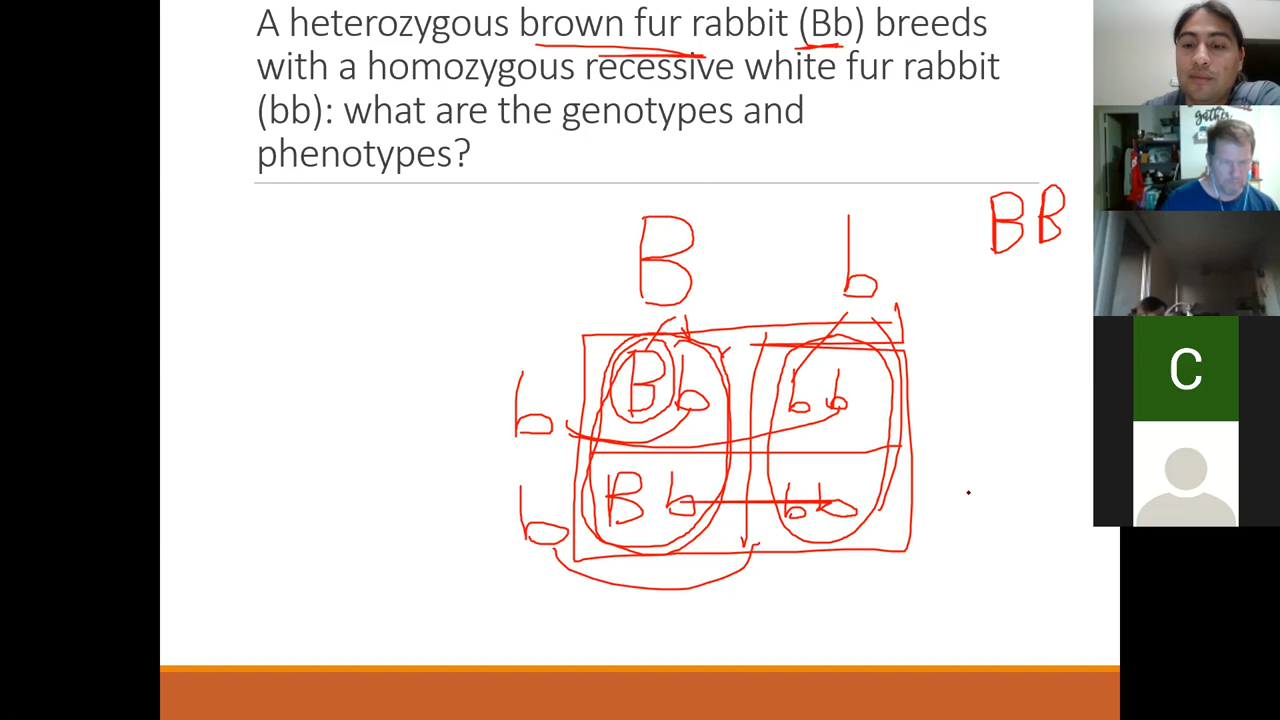 A heterozygous brown fur rabbit (Bb) breeds
with a homozygous recessive white fur rabbit
(bb): what are the genotypes and
phenotypes?
gather
BB
B b
b Bb bb
b Bb bb
C